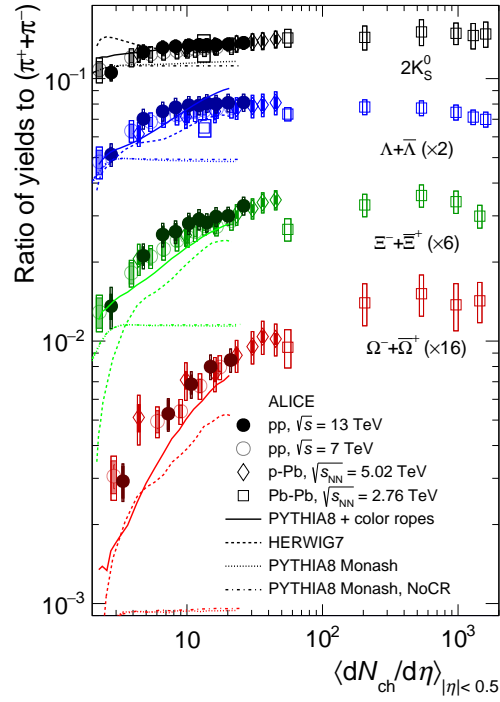 Ratio of yields to (π⁺+π⁻)
10⁻¹
10⁻²
10⁻³
2K⁰_S
Λ+Λ̅ (×2)
Ξ⁻+Ξ̅⁺ (×6)
Ω⁻+Ω̅⁺ (×16)
ALICE
pp, √s = 13 TeV
pp, √s = 7 TeV
p-Pb, √s_NN = 5.02 TeV
Pb-Pb, √s_NN = 2.76 TeV
PYTHIA8 + color ropes
HERWIG7
PYTHIA8 Monash
PYTHIA8 Monash, NoCR
10
10²
10³
⟨dN_ch/dη⟩_|η|< 0.5